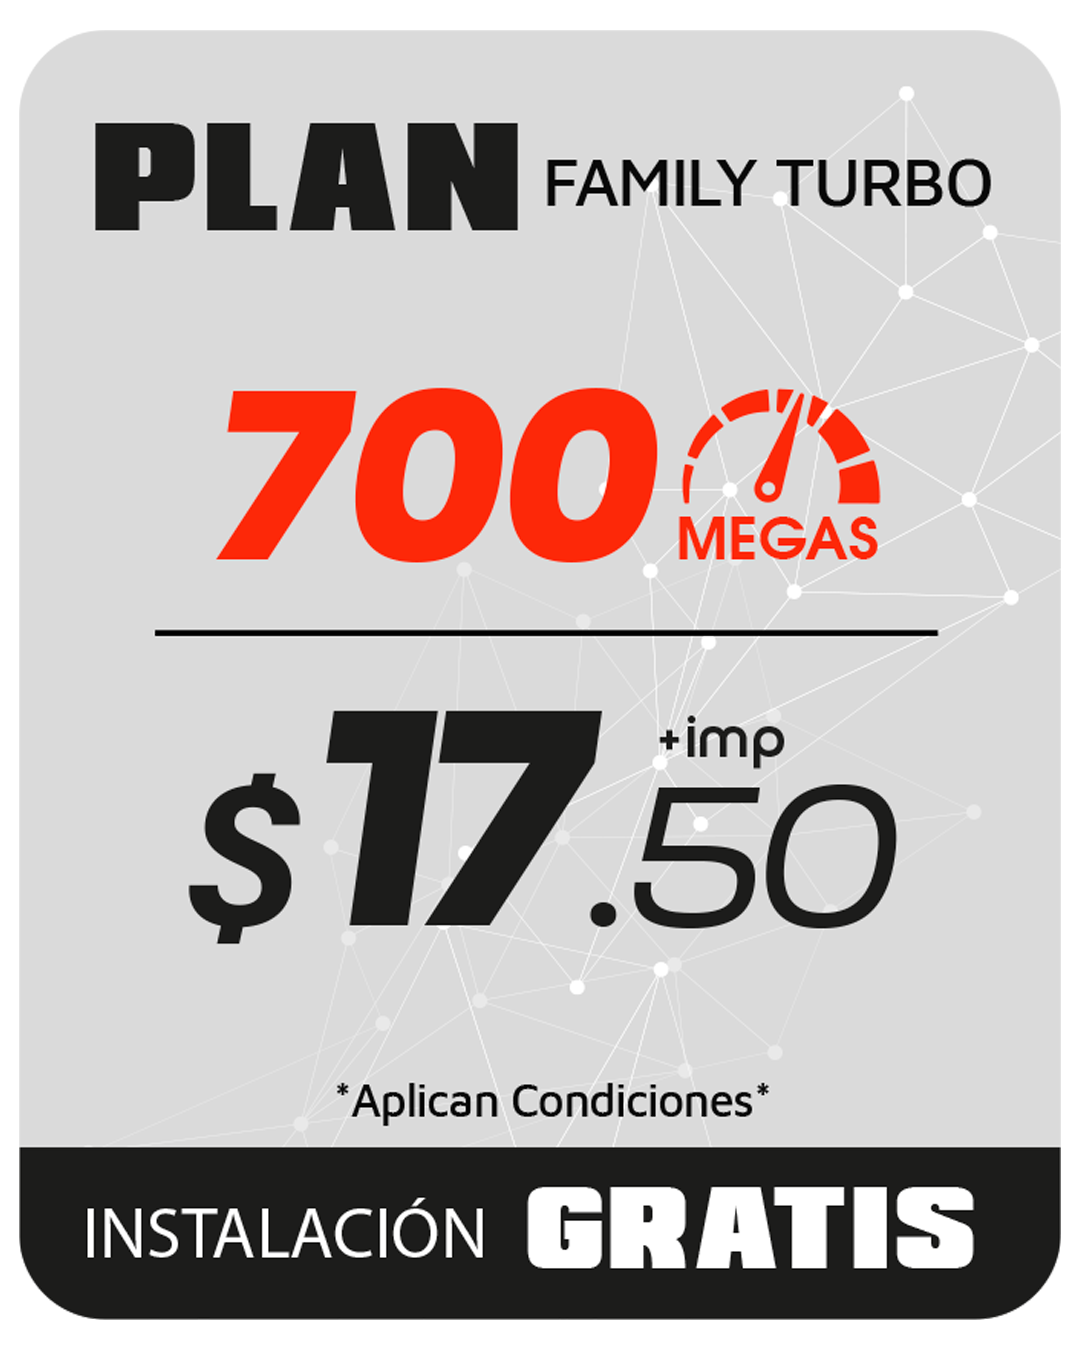 PLAN FAMILY TURBO
700 MEGAS
+imp
$17.50
*Aplican Condiciones*
INSTALACIÓN GRATIS